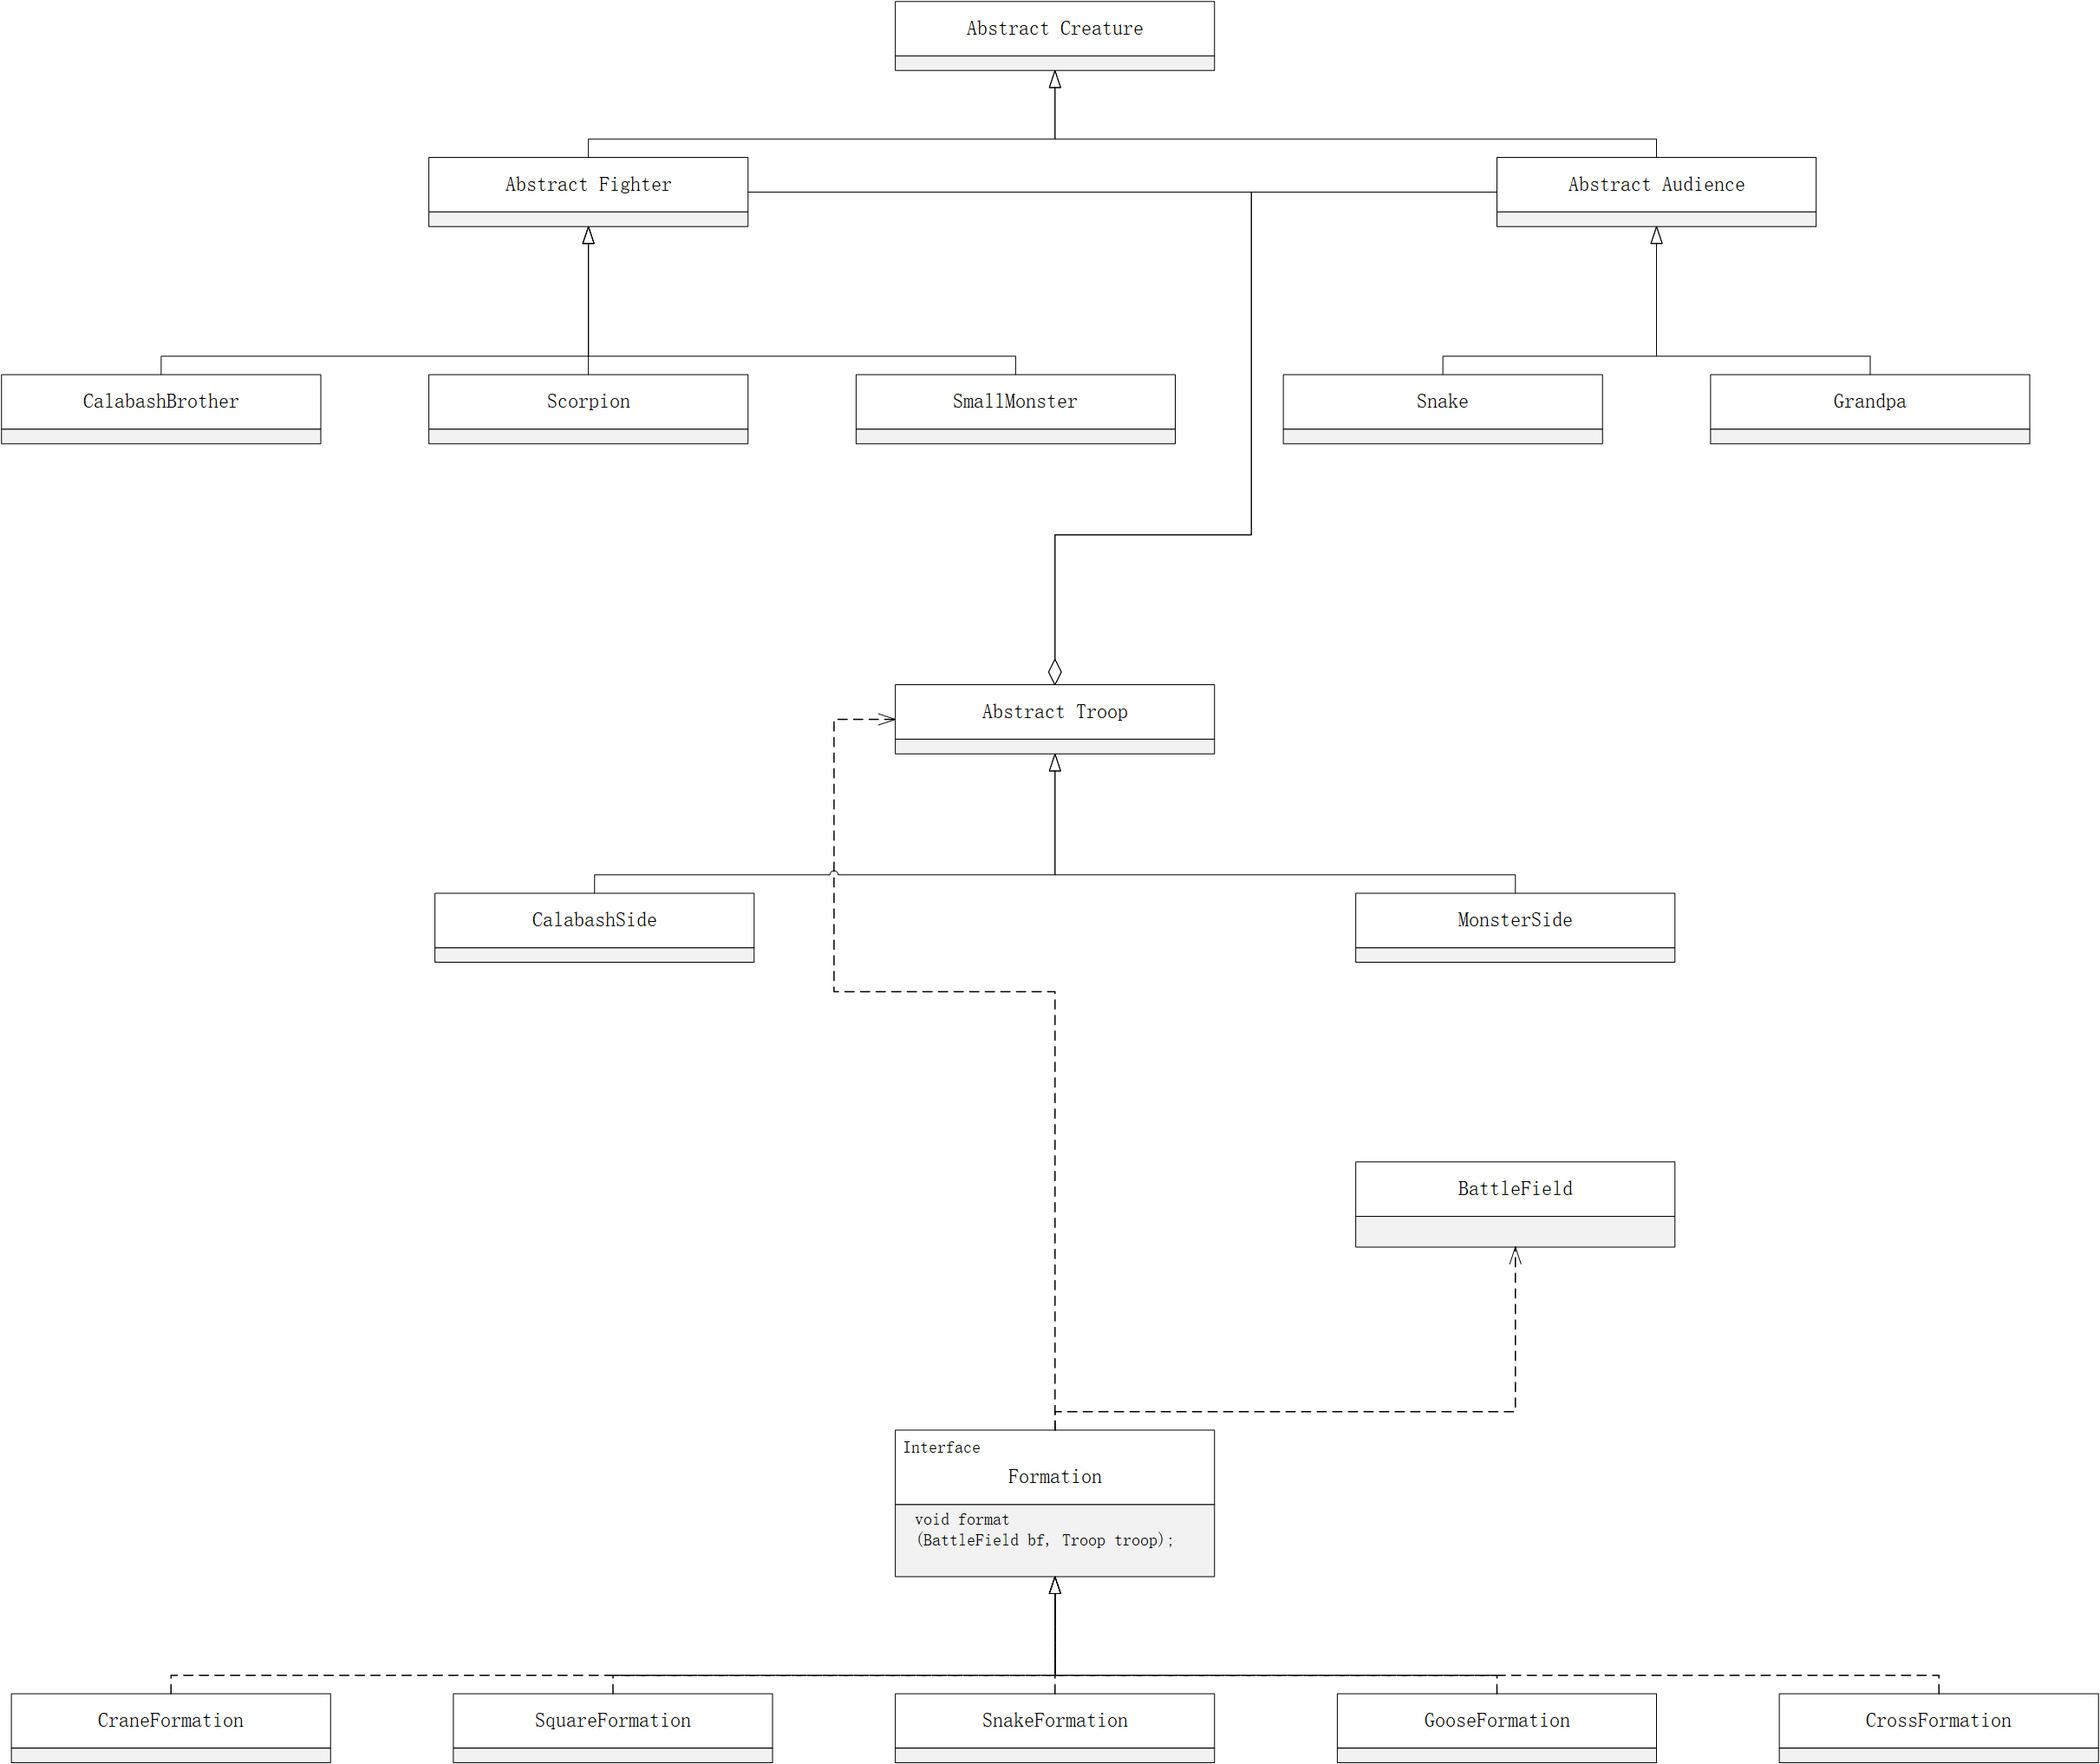 Abstract Creature
Abstract Fighter
Abstract Audience
CalabashBrother
Scorpion
SmallMonster
Snake
Grandpa
Abstract Troop
CalabashSide
MonsterSide
BattleField
Interface
Formation
void format
(BattleField bf, Troop troop);
CraneFormation
SquareFormation
SnakeFormation
GooseFormation
CrossFormation